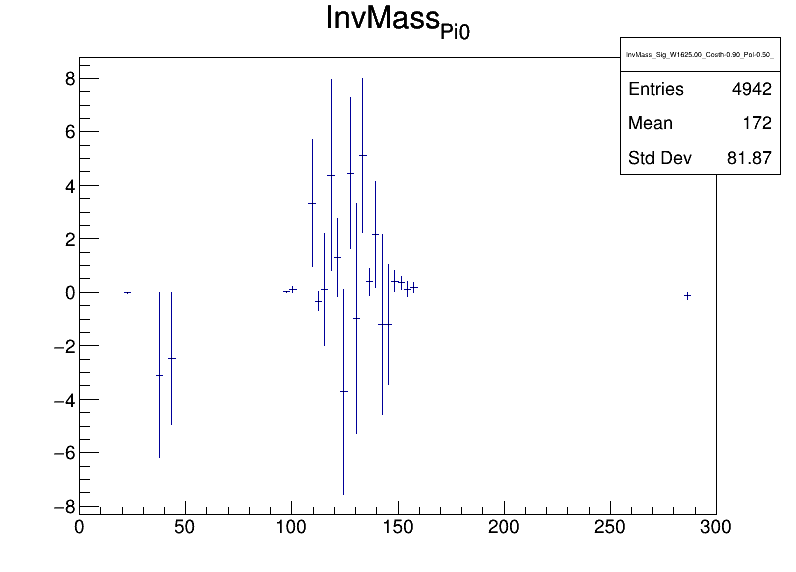 InvMass_Pi0
InvMass_Sig_W1625.00_Costh-0.90_Pol-0.50_
Entries 4942
Mean 172
Std Dev 81.87
8
6
4
2
0
−2
−4
−6
−8
0 50 100 150 200 250 300